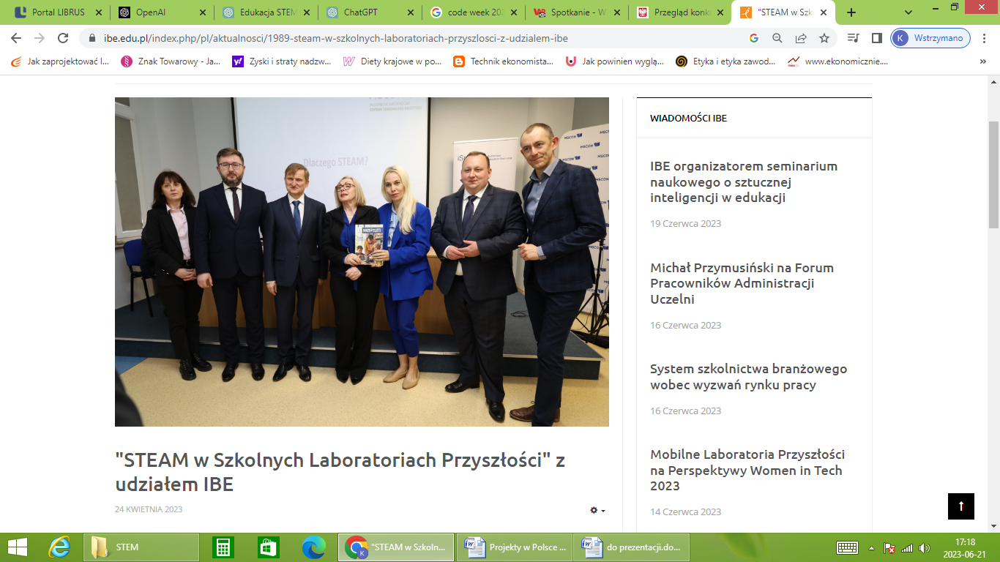 Portal LIBRUS
OpenAI
Edukacja STEM
ChatGPT
code week 202
Spotkanie - W
Przegląd konk
"STEAM w Szk
ibe.edu.pl/index.php/pl/aktualnosci/1989-steam-w-szkolnych-laboratoriach-przyszlosci-z-udzialem-ibe
K Wstrzymano
Jak zaprojektować l...
Znak Towarowy - Ja...
Zyski i straty nadzw...
Diety krajowe w po...
Technik ekonomista...
Jak powinien wyglą...
Etyka i etyka zawod...
www.ekonomicznie....
»
Dlaczego STEAM?
MSCDN
MSCDN
MSCDN
WIADOMOŚCI IBE
IBE organizatorem seminarium
naukowego o sztucznej
inteligencji w edukacji
19 Czerwca 2023
Michał Przymusiński na Forum
Pracowników Administracji
Uczelni
16 Czerwca 2023
System szkolnictwa branżowego
wobec wyzwań rynku pracy
16 Czerwca 2023
Mobilne Laboratoria Przyszłości
na Perspektywy Women in Tech
2023
14 Czerwca 2023
"STEAM w Szkolnych Laboratoriach Przyszłości" z
udziałem IBE
24 KWIETNIA 2023
STEM
"STEAM w Szkoln...
Projekty w Polsce ...
do prezentacji.do...
17:18
2023-06-21